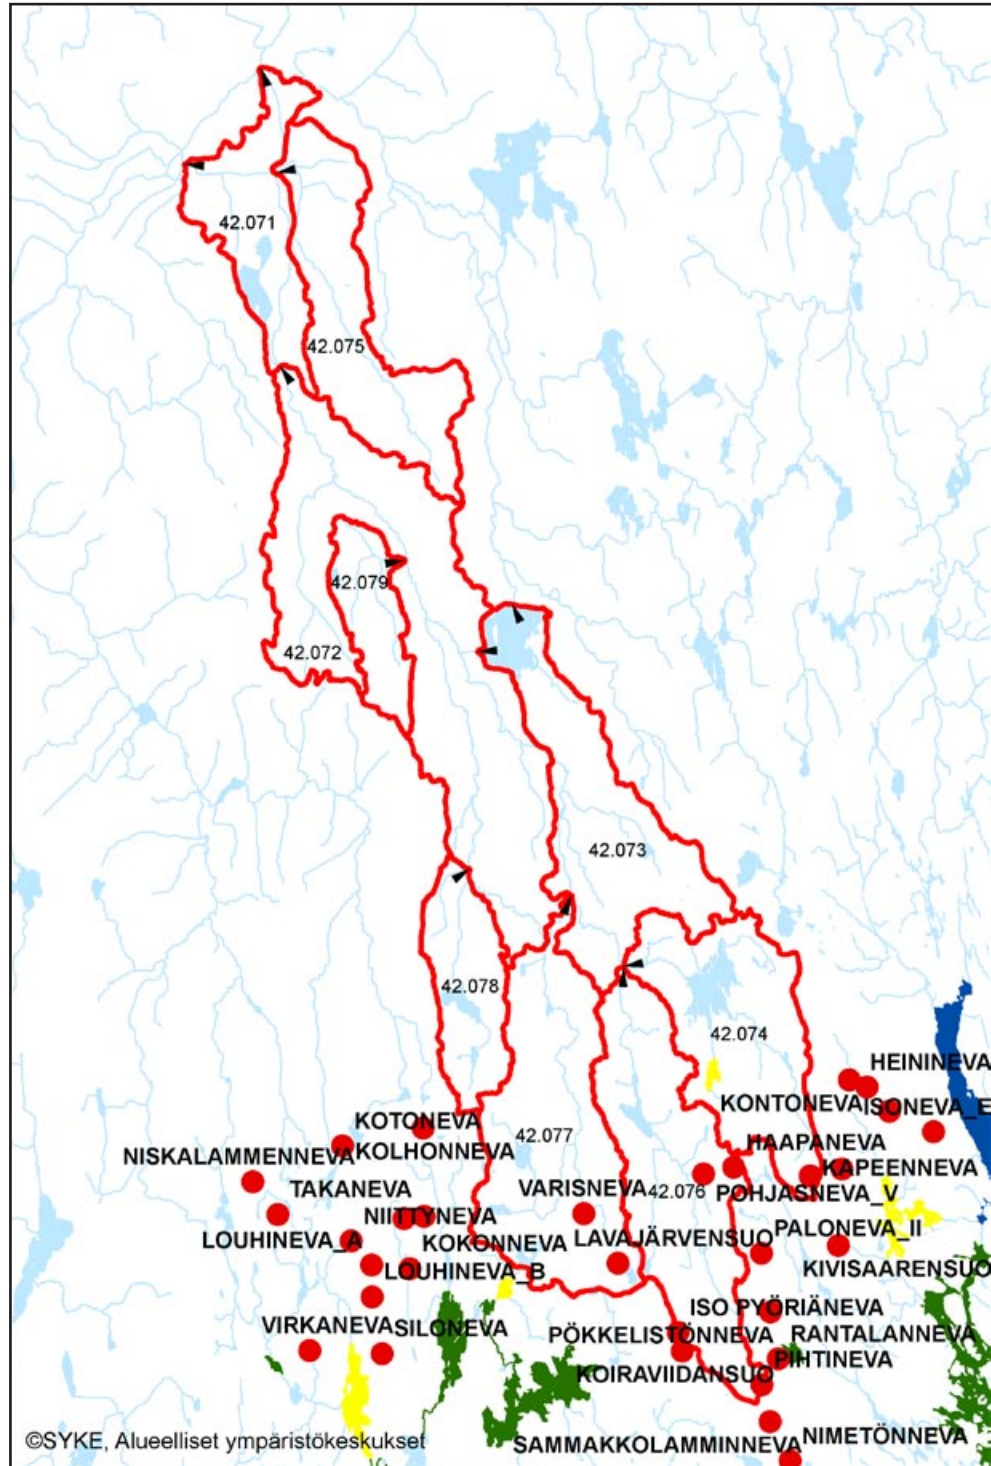 42.071
42.075
42.079
42.072
42.073
42.078
42.074
HEININEVA
KONTONEVA
ISONEVA_E
KOTONEVA
42.077
HAAPANEVA
KOLHONNEVA
NISKALAMMENNEVA
KAPEENNEVA
TAKANEVA
VARISNEVA
42.076
POHJASNEVA_V
NIITTYNEVA
PALONEVA_II
LOUHINEVA_A
KOKONNEVA
LAVAJÄRVENSUO
KIVISAARENSUO
LOUHINEVA_B
ISO PYÖRIÄNEVA
VIRKANEVA
SILONEVA
PÖKKELISTÖNNEVA
RANTALANNEVA
PIHTINEVA
KOIRAVIIDANSUO
©SYKE, Alueelliset ympäristökeskukset
SAMMAKKOLAMMINNEVA
NIMETÖNNEVA